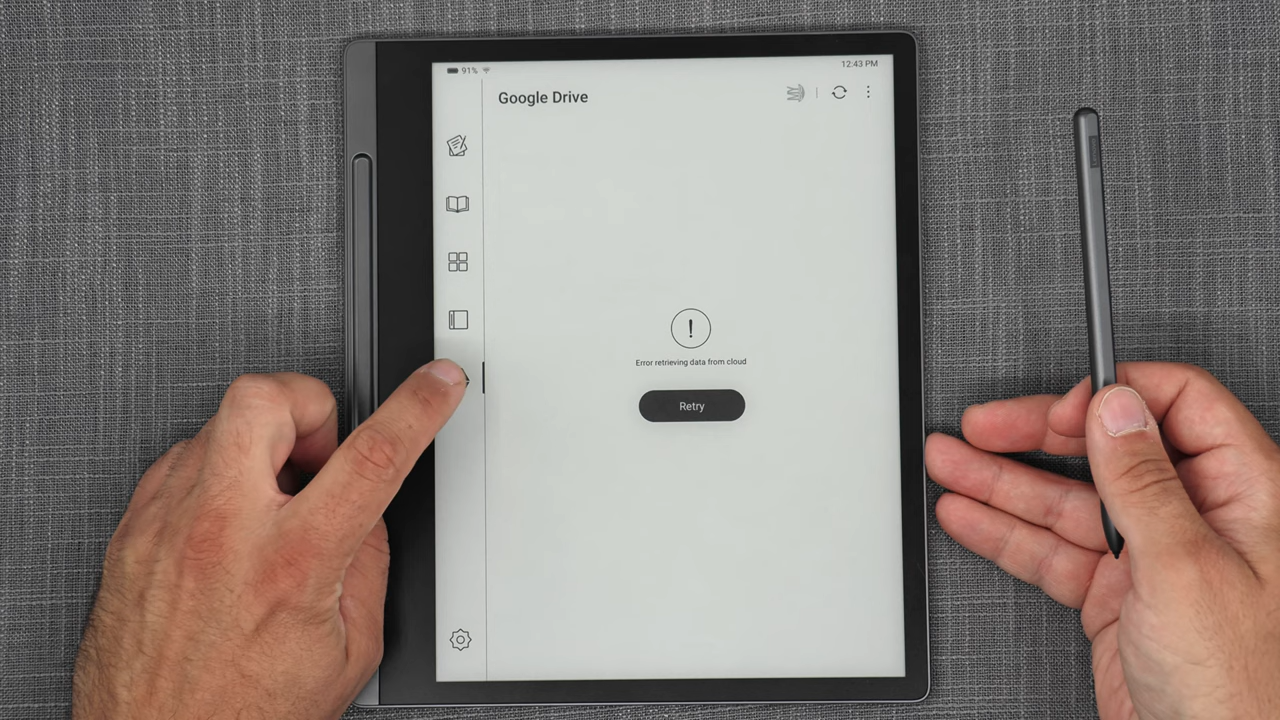 91%
12:43 PM
Google Drive
Error retrieving data from cloud
Retry